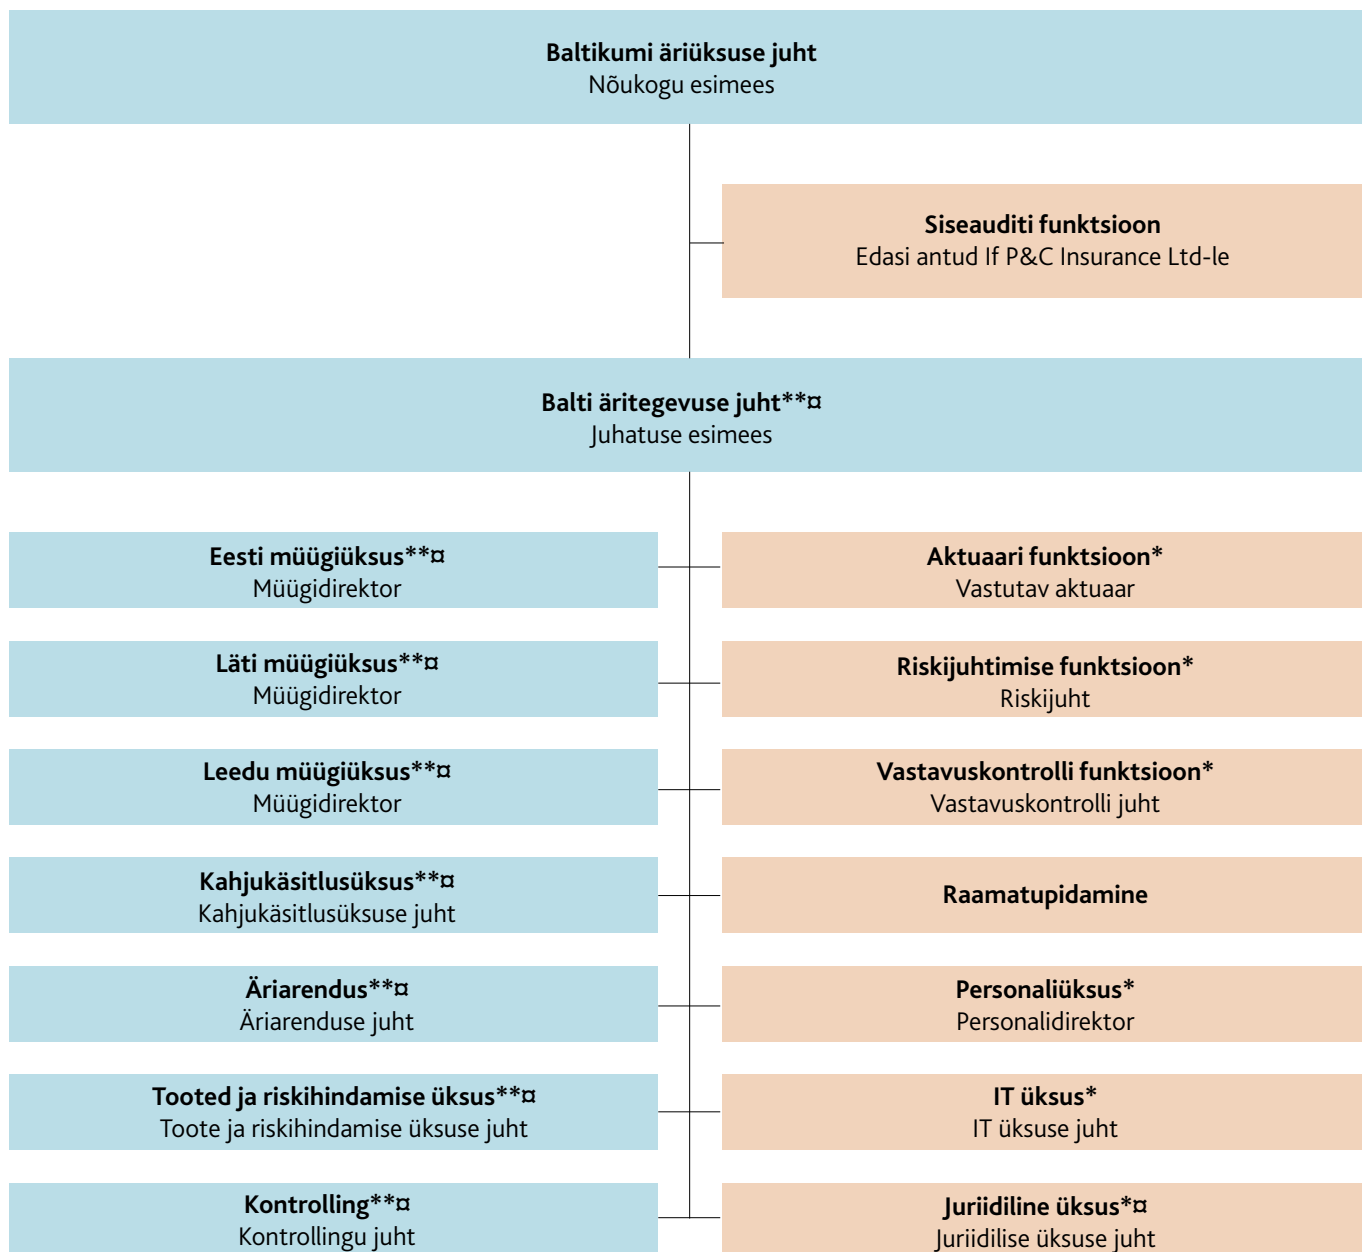 Baltikumi äriüksuse juht
Nõukogu esimees
Siseauditi funktsioon
Edasi antud If P&C Insurance Ltd-le
Balti äritegevuse juht**¤
Juhatuse esimees
Eesti müügiüksus**¤
Müügidirektor
Aktuaari funktsioon*
Vastutav aktuaar
Läti müügiüksus**¤
Müügidirektor
Riskijuhtimise funktsioon*
Riskijuht
Leedu müügiüksus**¤
Müügidirektor
Vastavuskontrolli funktsioon*
Vastavuskontrolli juht
Kahjukäsitlusüksus**¤
Kahjukäsitlusüksuse juht
Raamatupidamine
Äriarendus**¤
Äriarenduse juht
Personaliüksus*
Personalidirektor
Tooted ja riskihindamise üksus**¤
Toote ja riskihindamise üksuse juht
IT üksus*
IT üksuse juht
Kontrolling**¤
Kontrollingu juht
Juriidiline üksus*¤
Juriidilise üksuse juht